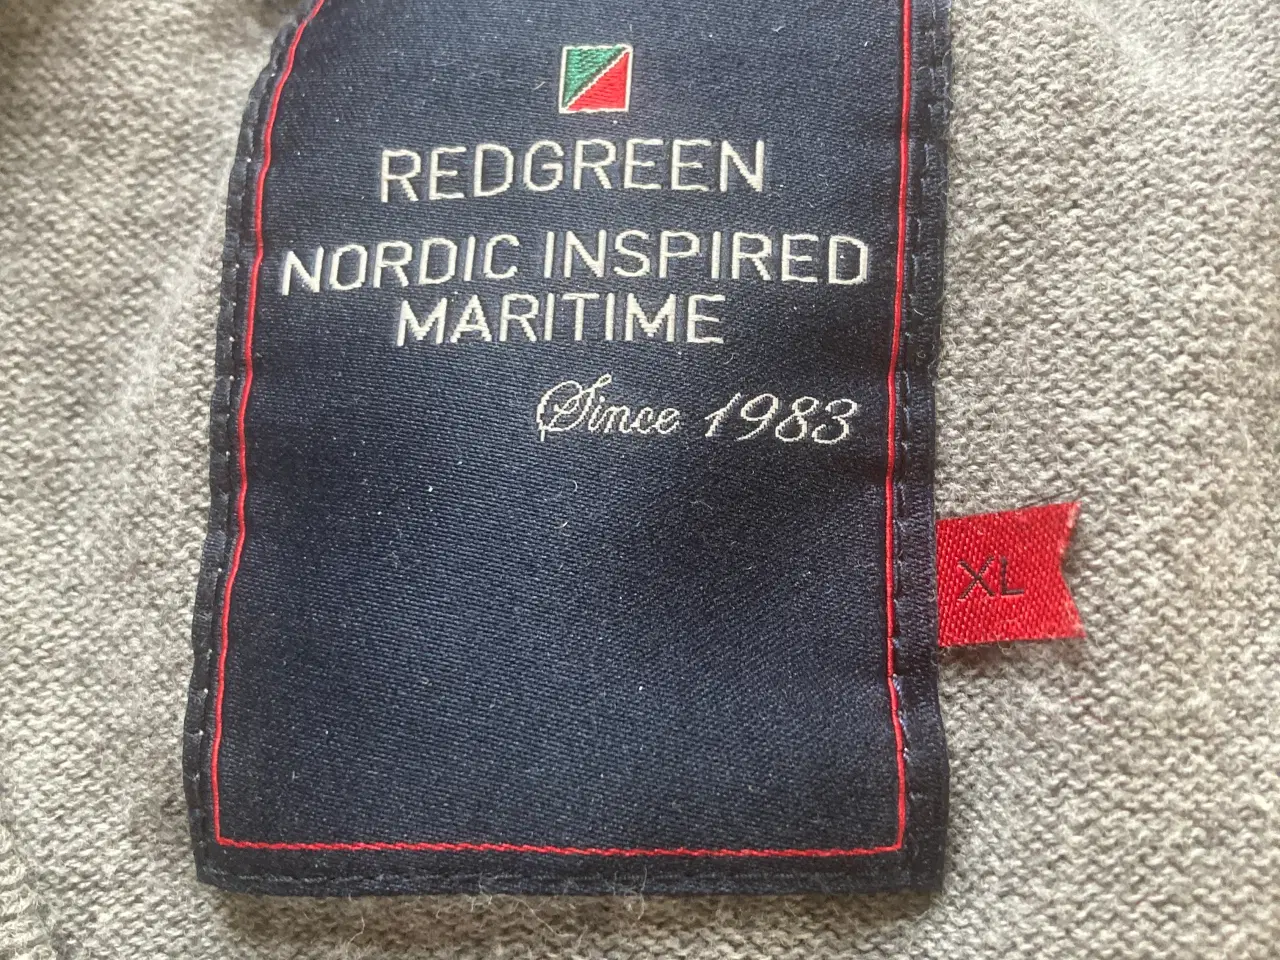 REDGREEN
NORDIC INSPIRED
MARITIME
Since 1983
XL